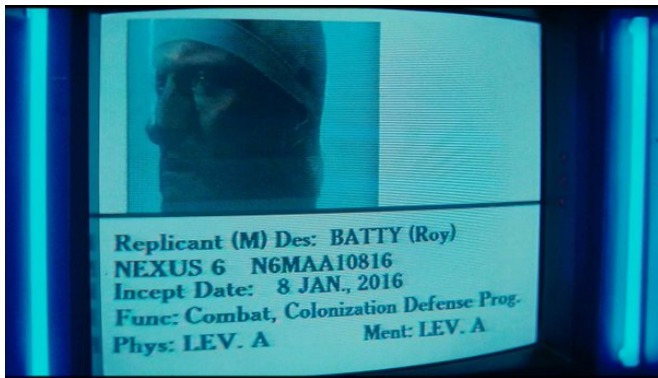 Replicant (M) Des: BATTY (Roy)
NEXUS 6 N6MAA10816
Incept Date: 8 JAN., 2016
Func: Combat, Colonization Defense Prog.
Phys: LEV. A Ment: LEV. A